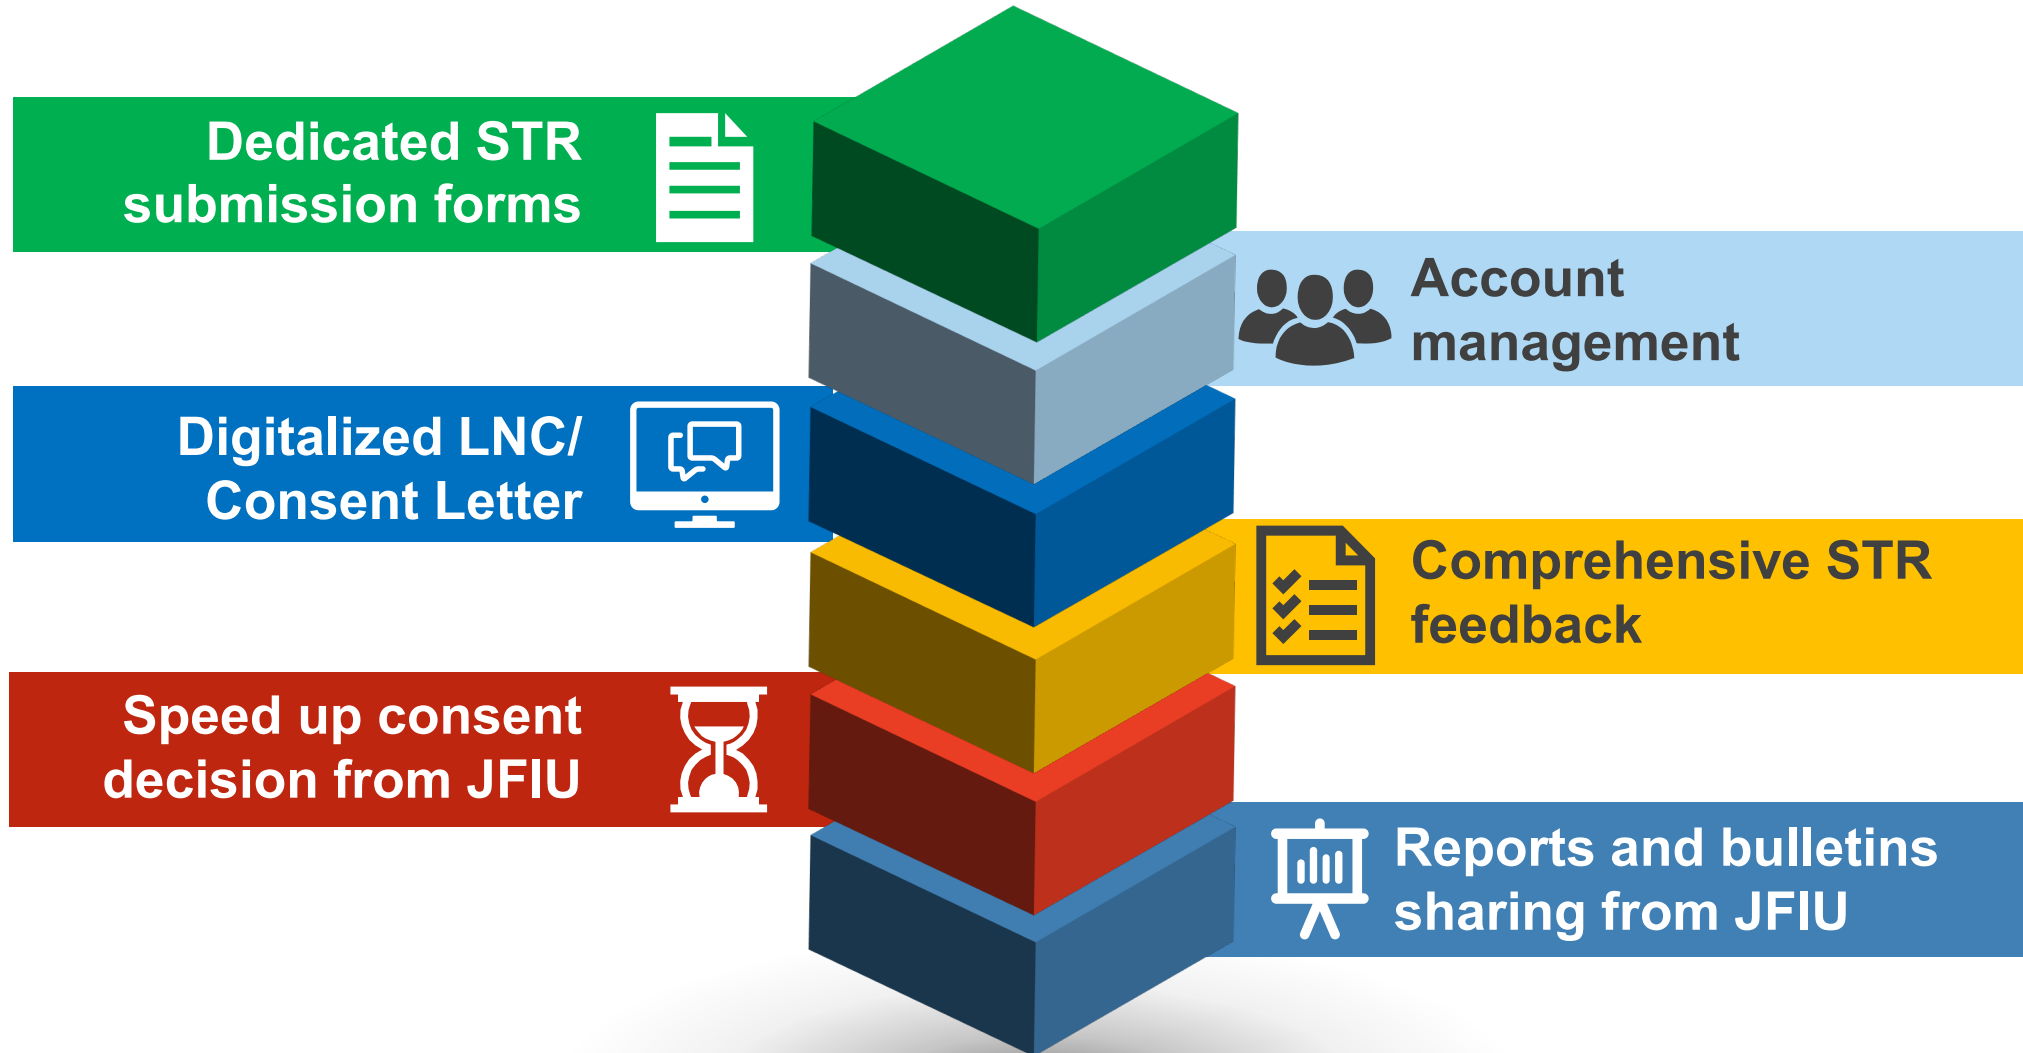 Dedicated STR
submission forms
Account
management
Digitalized LNC/
Consent Letter
Comprehensive STR
feedback
Speed up consent
decision from JFIU
Reports and bulletins
sharing from JFIU